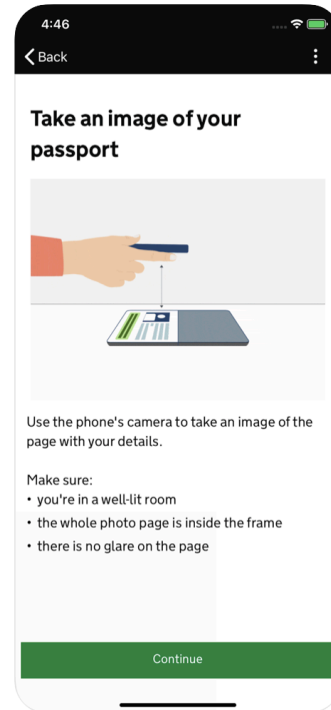 4:46
Back
Take an image of your
passport
Use the phone's camera to take an image of the
page with your details.
Make sure:
• you're in a well-lit room
• the whole photo page is inside the frame
• there is no glare on the page
Continue